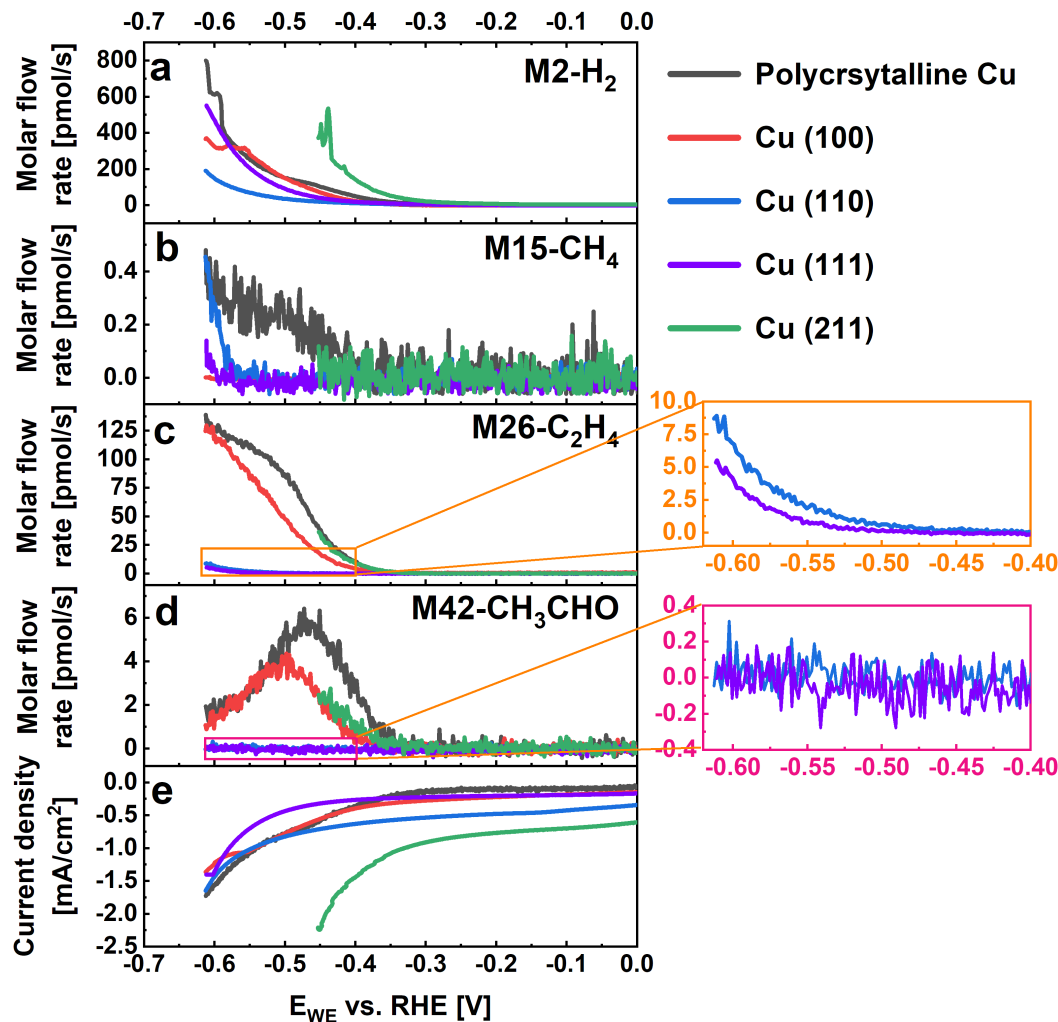 -0.7 -0.6 -0.5 -0.4 -0.3 -0.2 -0.1 0.0
a
M2-H₂
Molar flow
rate [pmol/s]
800
600
400
200
0
Polycrsytalline Cu
Cu (100)
Cu (110)
Cu (111)
Cu (211)
b
M15-CH₄
Molar flow
rate [pmol/s]
0.4
0.2
0.0
c
M26-C₂H₄
Molar flow
rate [pmol/s]
125
100
75
50
25
0
10.0
7.5
5.0
2.5
0.0
-0.60 -0.55 -0.50 -0.45 -0.40
d
M42-CH₃CHO
Molar flow
rate [pmol/s]
6
4
2
0
0.4
0.2
0.0
-0.2
-0.4
-0.60 -0.55 -0.50 -0.45 -0.40
e
Current density
[mA/cm²]
0.0
-0.5
-1.0
-1.5
-2.0
-2.5
-0.7 -0.6 -0.5 -0.4 -0.3 -0.2 -0.1 0.0
E_WE vs. RHE [V]